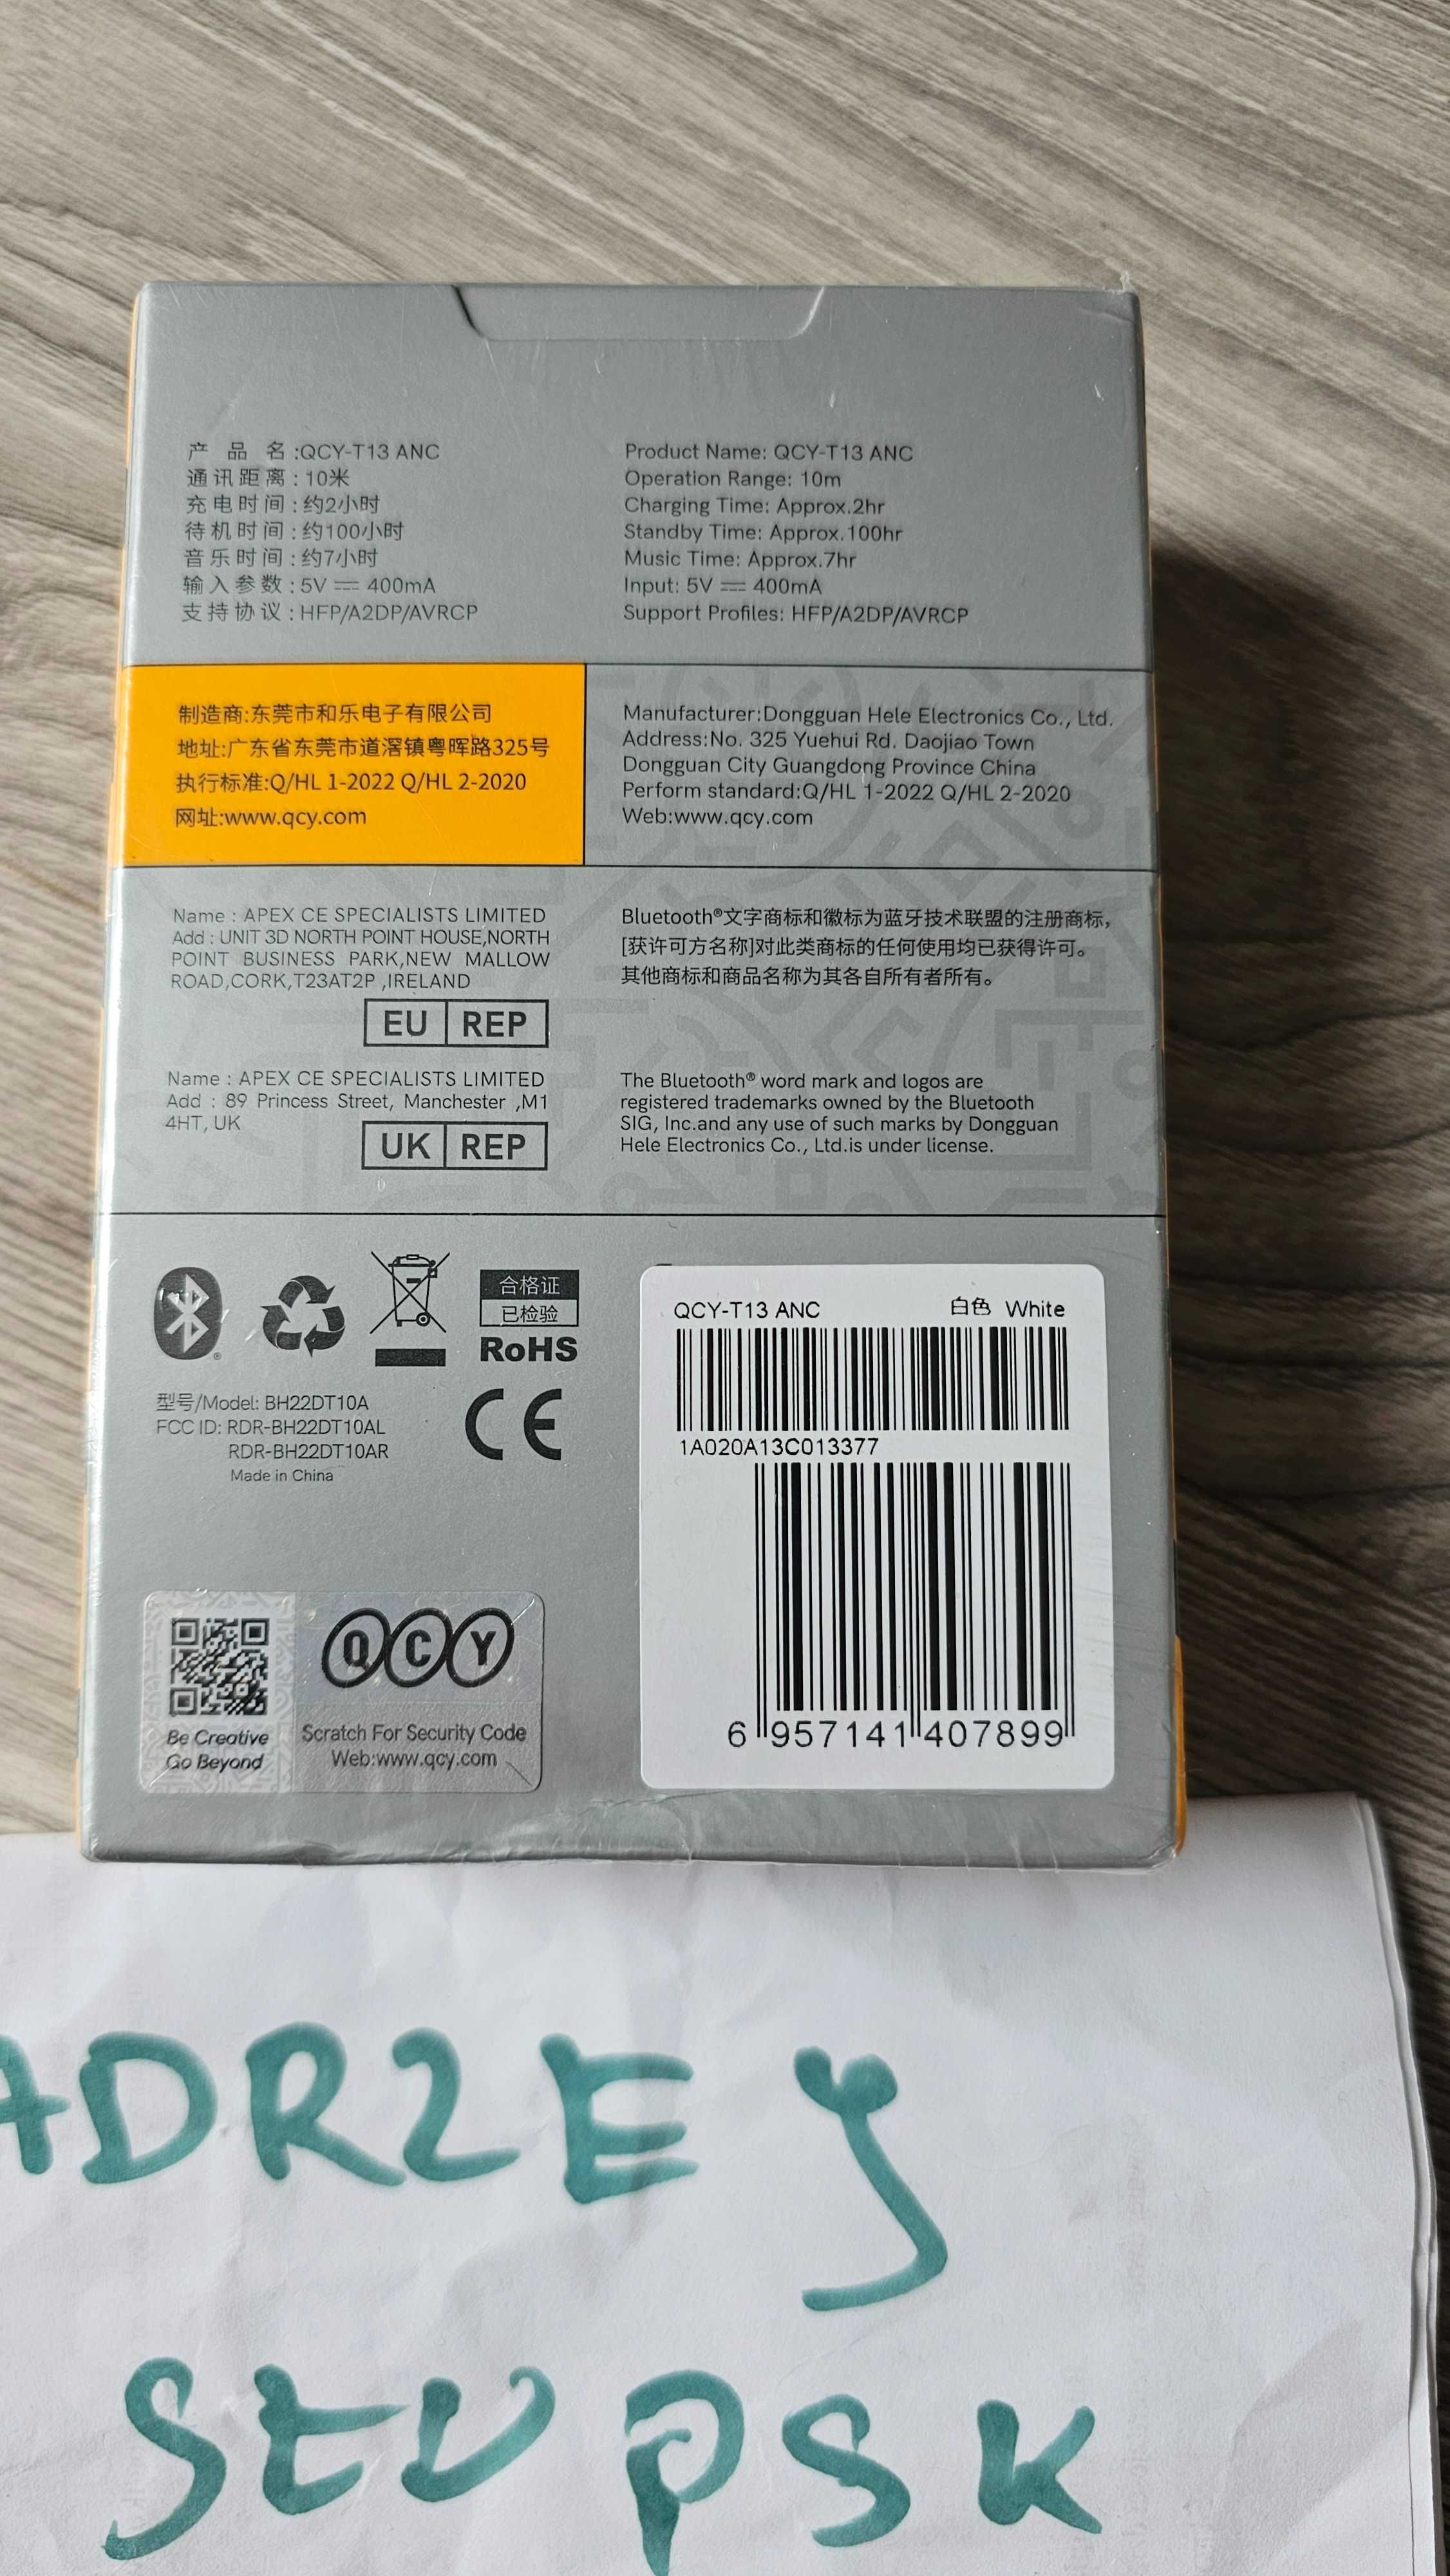 产品名:QCY-T13 ANC
通讯距离:10米
充电时间:约2小时
待机时间:约100小时
音乐时间:约7小时
输入参数:5V ⎓ 400mA
支持协议:HFP/A2DP/AVRCP
Product Name: QCY-T13 ANC
Operation Range: 10m
Charging Time: Approx.2hr
Standby Time: Approx.100hr
Music Time: Approx.7hr
Input: 5V ⎓ 400mA
Support Profiles: HFP/A2DP/AVRCP
制造商:东莞市和乐电子有限公司
地址:广东省东莞市道滘镇粤晖路325号
执行标准:Q/HL 1-2022 Q/HL 2-2020
网址:www.qcy.com
Manufacturer:Dongguan Hele Electronics Co., Ltd.
Address:No. 325 Yuehui Rd. Daojiao Town
Dongguan City Guangdong Province China
Perform standard:Q/HL 1-2022 Q/HL 2-2020
Web:www.qcy.com
Name : APEX CE SPECIALISTS LIMITED
Add : UNIT 3D NORTH POINT HOUSE,NORTH
POINT BUSINESS PARK,NEW MALLOW
ROAD,CORK,T23AT2P ,IRELAND
EU REP
Name : APEX CE SPECIALISTS LIMITED
Add : 89 Princess Street, Manchester ,M1
4HT, UK
UK REP
Bluetooth®文字商标和徽标为蓝牙技术联盟的注册商标，
[获许可方名称]对此类商标的任何使用均已获得许可。
其他商标和商品名称为其各自所有者所有。
The Bluetooth® word mark and logos are
registered trademarks owned by the Bluetooth
SIG, Inc.and any use of such marks by Dongguan
Hele Electronics Co., Ltd.is under license.
合格证
已检验
RoHS
型号/Model: BH22DT10A
FCC ID: RDR-BH22DT10AL
RDR-BH22DT10AR
Made in China
CE
QCY
Be Creative
Go Beyond
Scratch For Security Code
Web:www.qcy.com
QCY-T13 ANC 白色 White
1A020A13C013377
6 957141 407899
ADRZEJ
StUPSK